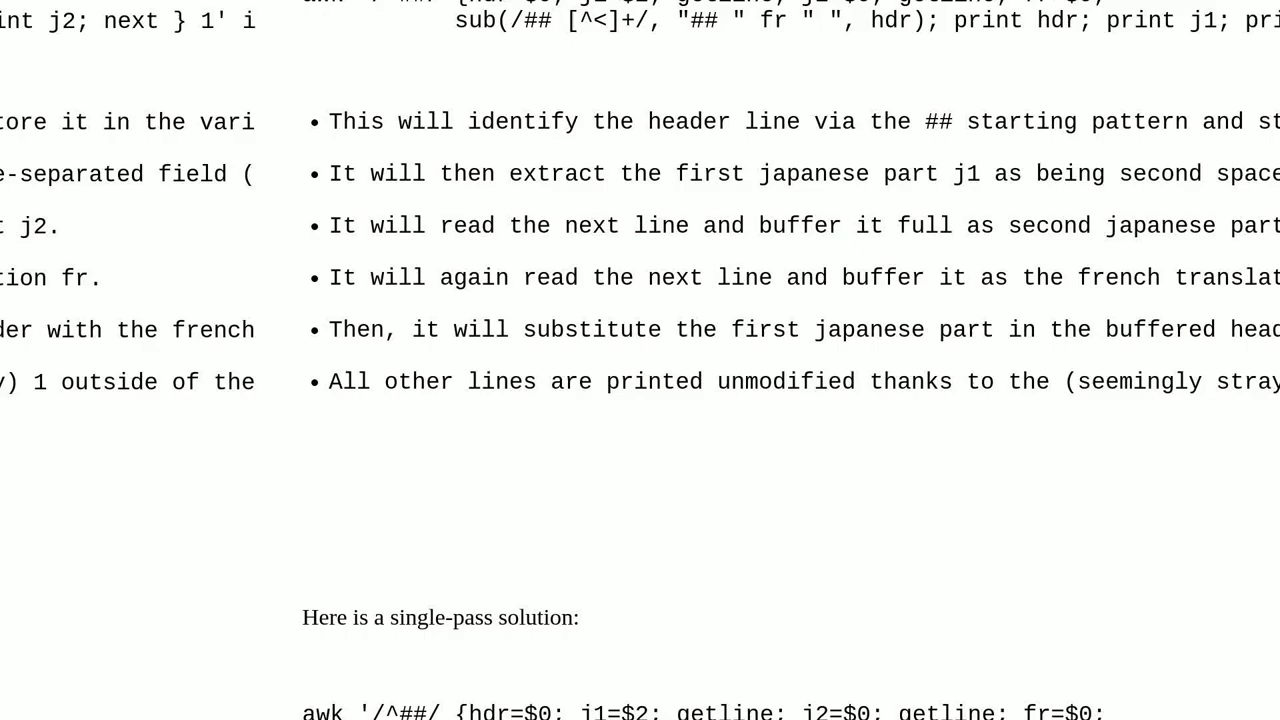 int j2; next } 1' i
sub(/## [^<]+/, "## " fr " ", hdr); print hdr; print j1; pri
tore it in the vari
• This will identify the header line via the ## starting pattern and st
e-separated field (
• It will then extract the first japanese part j1 as being second space
t j2.
• It will read the next line and buffer it full as second japanese part
tion fr.
• It will again read the next line and buffer it as the french translat
der with the french
• Then, it will substitute the first japanese part in the buffered head
y) 1 outside of the
• All other lines are printed unmodified thanks to the (seemingly stray
Here is a single-pass solution:
awk '/^##/ {hdr=$0; j1=$2; getline; j2=$0; getline; fr=$0;